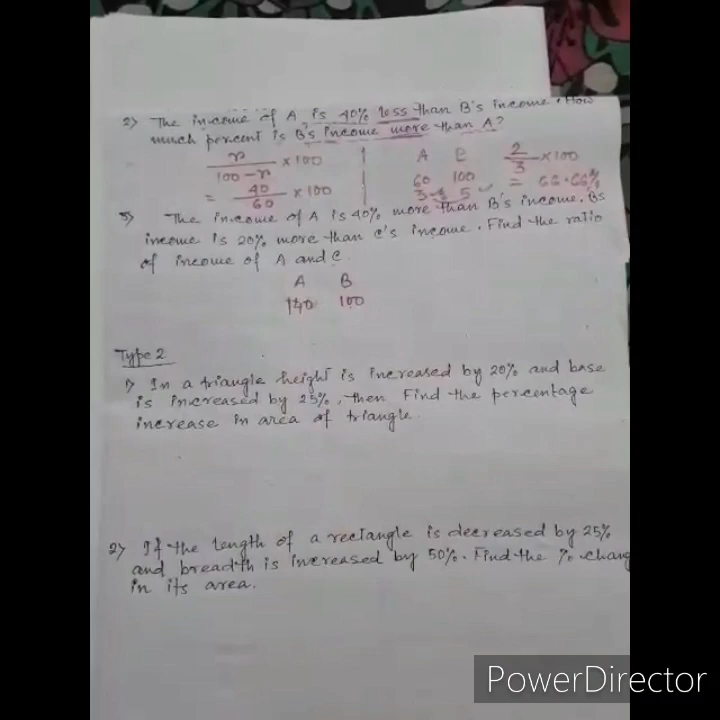 2) The income of A is 40% less than B's income. How
much percent is B's income more than A?
r/(100-r) × 100
= 40/60 × 100
A B
60 100
3 5
2/3 × 100
= 66.66%
3) The income of A is 40% more than B's income. B's
income is 20% more than C's income. Find the ratio
of income of A and C.
A B
140 100
Type 2
1) In a triangle height is increased by 20% and base
is increased by 25%, then Find the percentage
increase in area of triangle.
2) If the length of a rectangle is decreased by 25%
and breadth is increased by 50%. Find the % chang
in its area.
PowerDirector